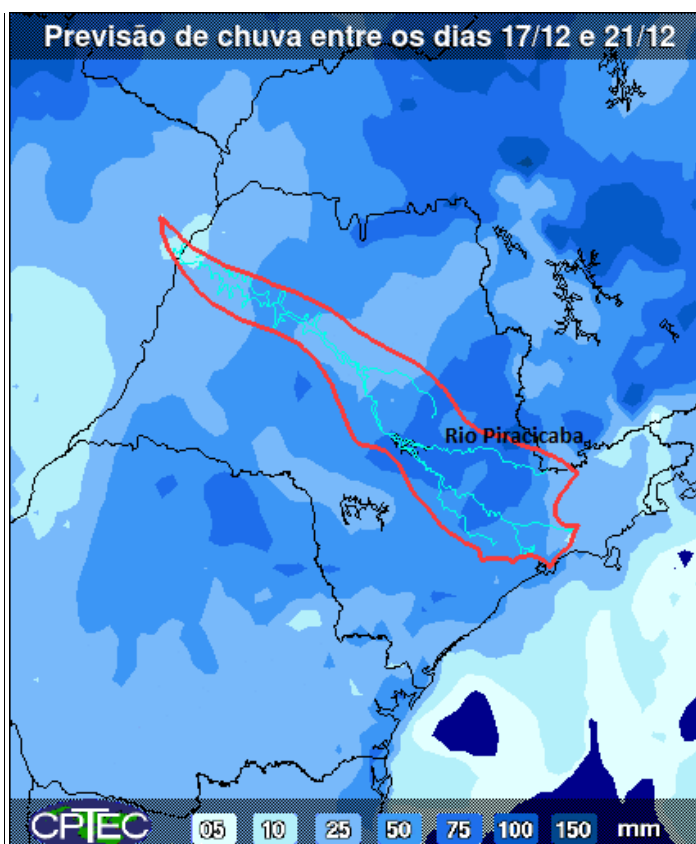 Previsão de chuva entre os dias 17/12 e 21/12
Rio Piracicaba
CPTEC 05 10 25 50 75 100 150 mm